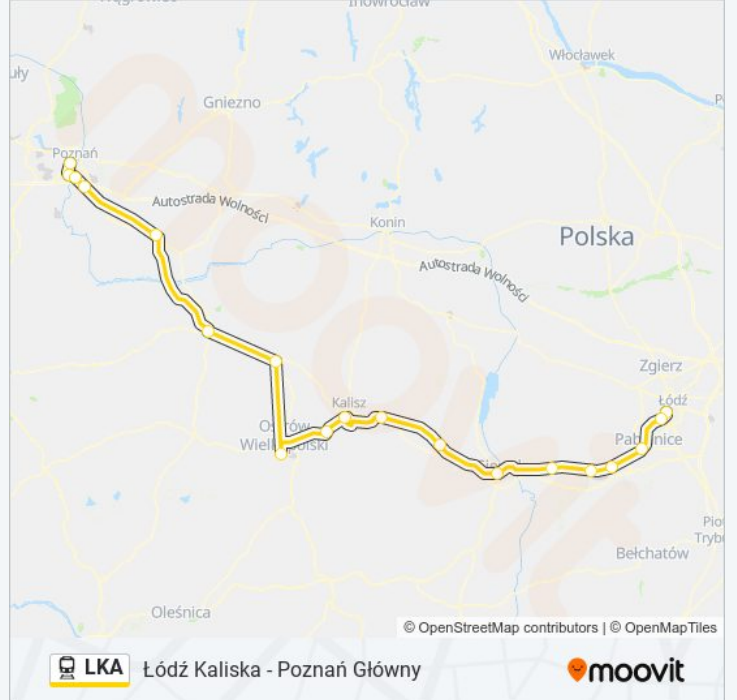 Inowrocław
Włocławek
Gniezno
Poznań
Autostrada Wolności
Konin
Polska
Autostrada Wolności
Zgierz
Kalisz
Łódź
Ostrów
Wielkopolski
Pabianice
Bełchatów
Oleśnica
© OpenStreetMap contributors | © OpenMapTiles
LKA Łódź Kaliska - Poznań Główny
moovit